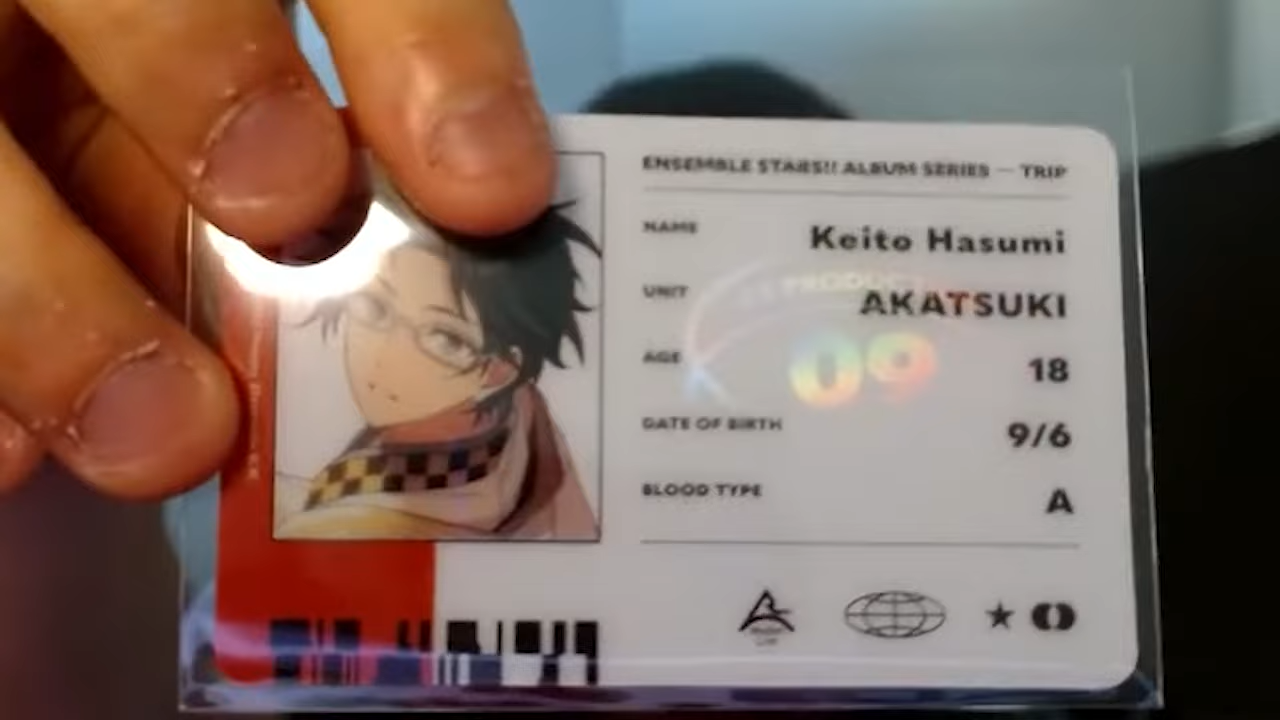 ENSEMBLE STARS!! ALBUM SERIES — TRIP
NAME
Keito Hasumi
UNIT
AKATSUKI
AGE
18
DATE OF BIRTH
9/6
BLOOD TYPE
A
PRODUCT
09